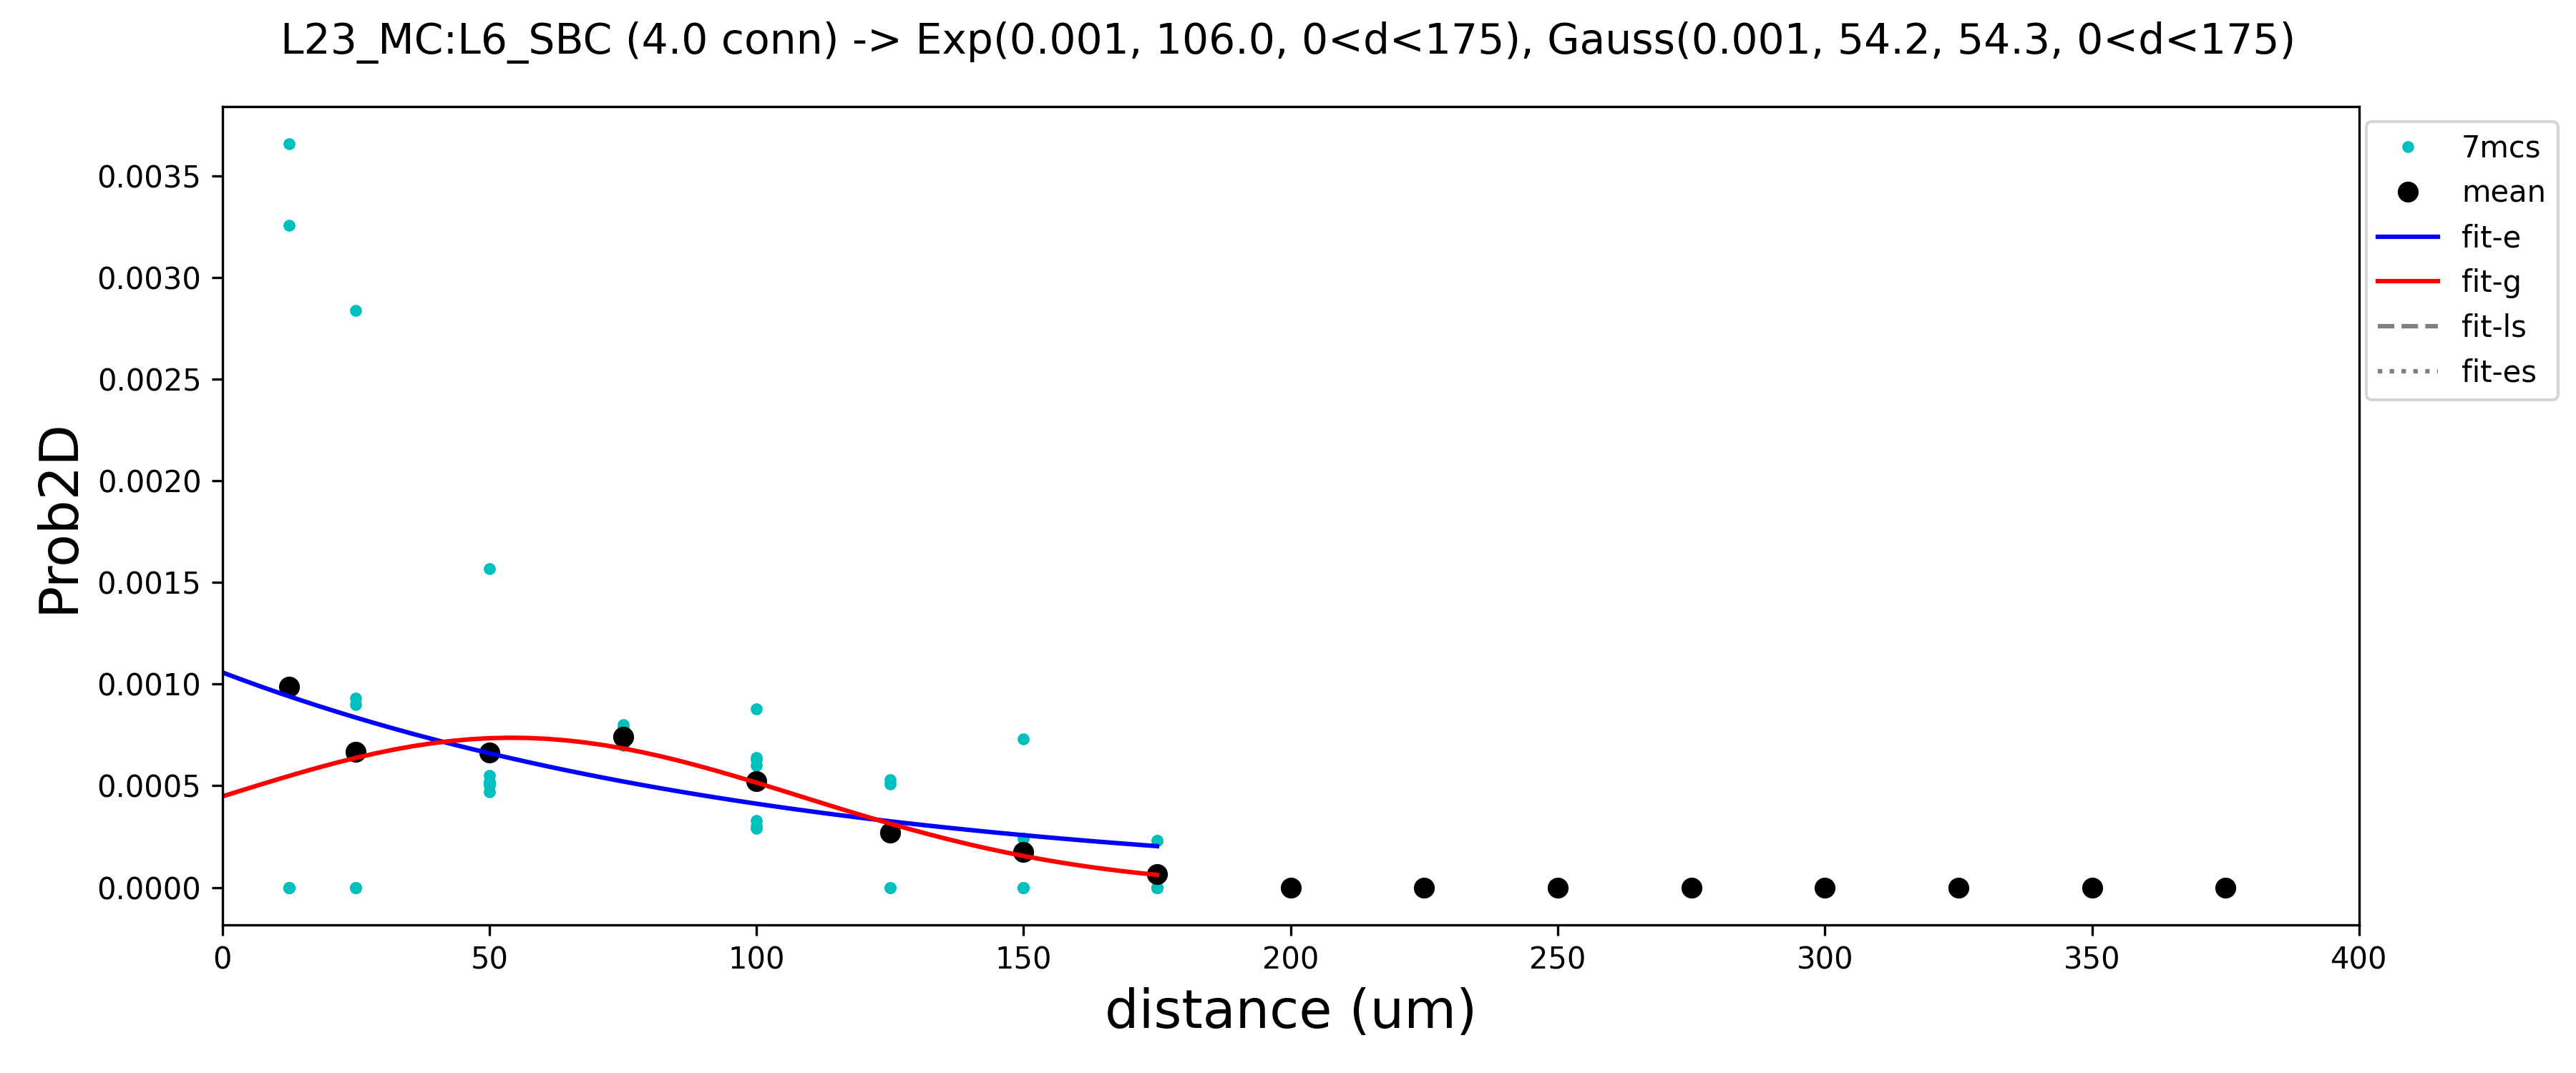 L23_MC:L6_SBC (4.0 conn) -> Exp(0.001, 106.0, 0<d<175), Gauss(0.001, 54.2, 54.3, 0<d<175)
0.0035
0.0030
0.0025
0.0020
0.0015
0.0010
0.0005
0.0000
Prob2D
0 50 100 150 200 250 300 350 400
distance (um)
7mcs
mean
fit-e
fit-g
fit-ls
fit-es